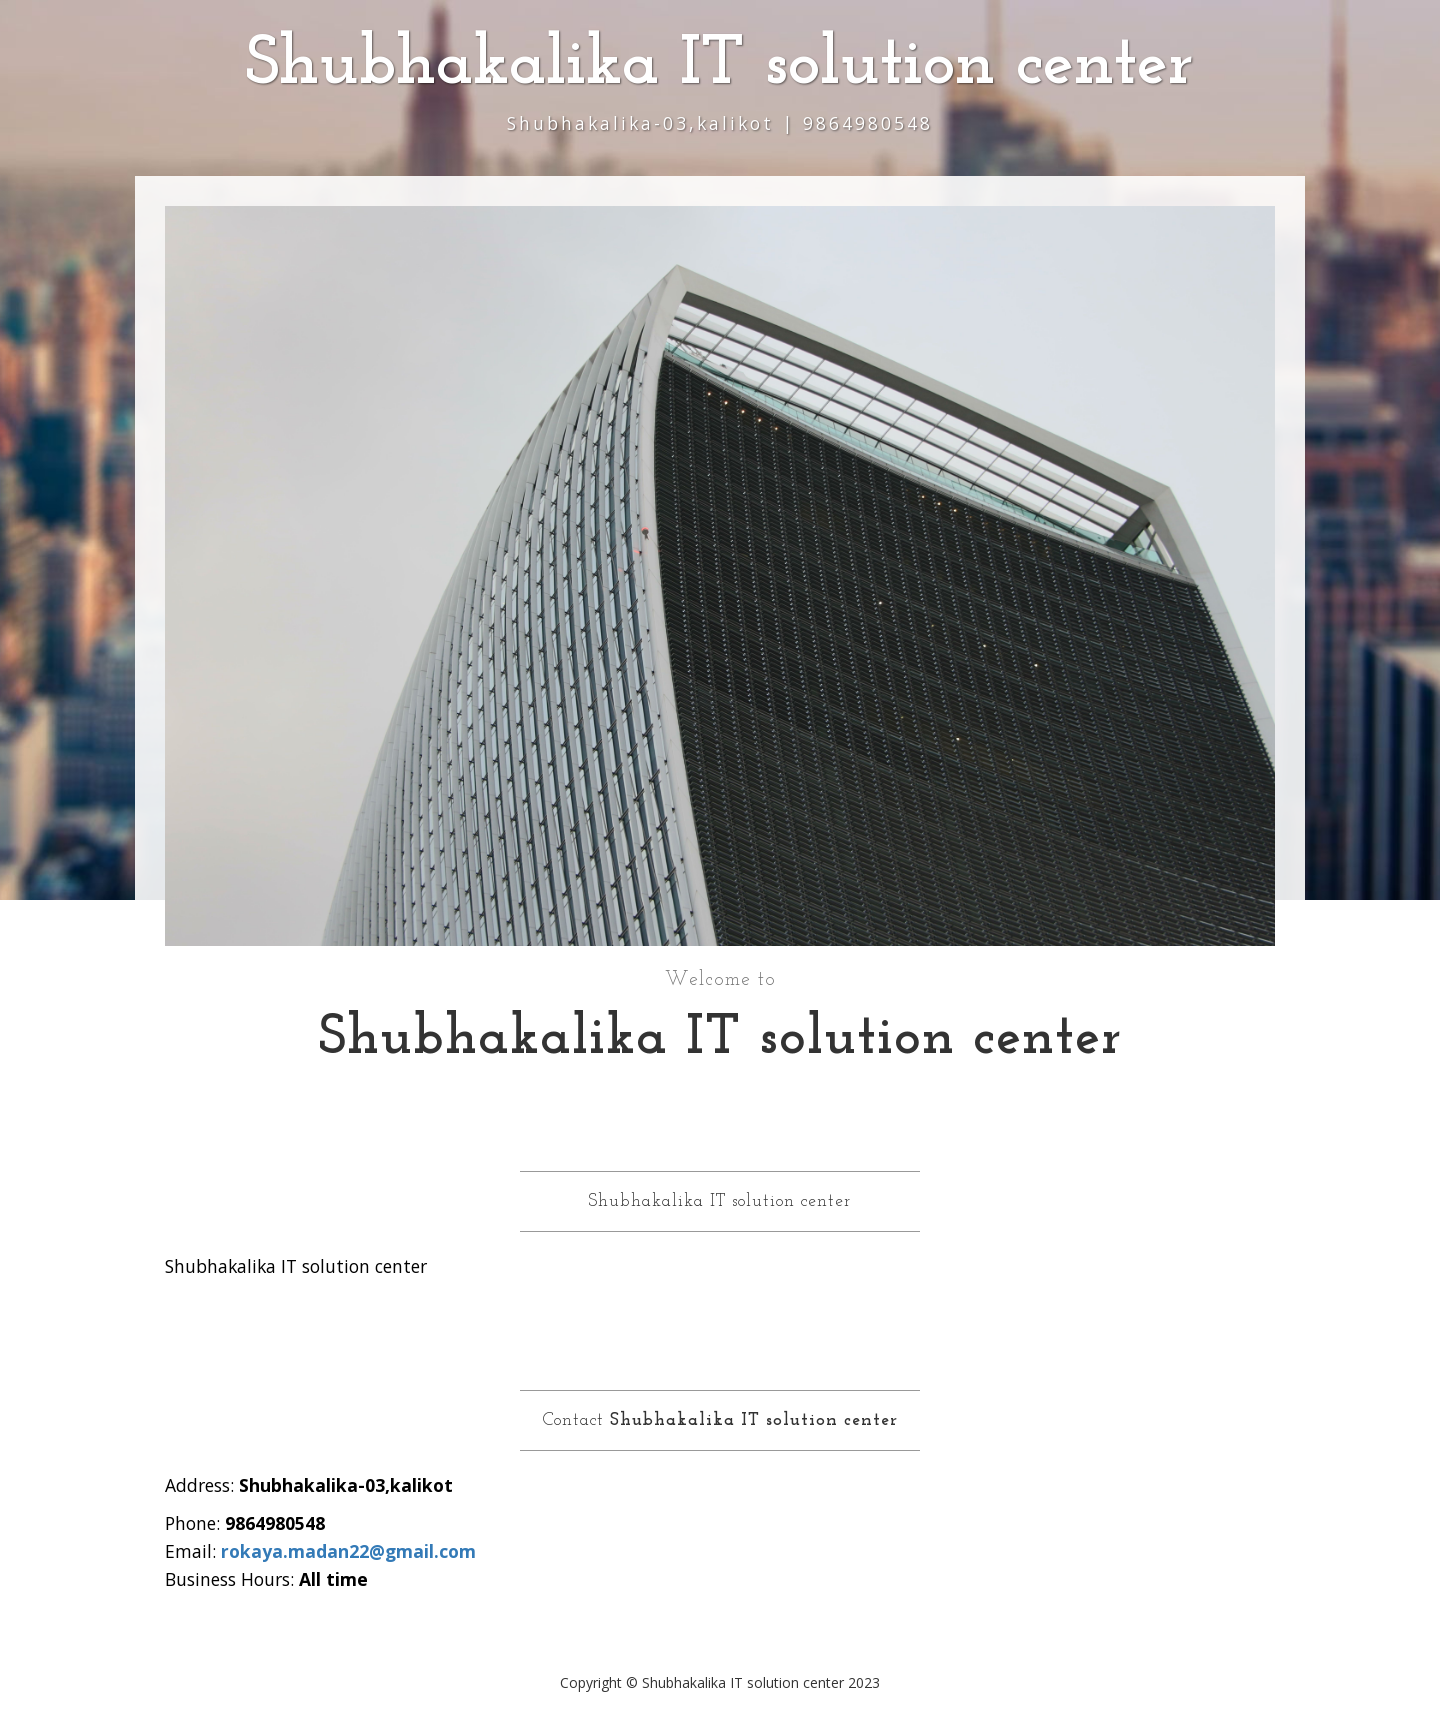 Shubhakalika IT solution center
Shubhakalika-03,kalikot | 9864980548
Welcome to
Shubhakalika IT solution center
Shubhakalika IT solution center
Shubhakalika IT solution center
Contact Shubhakalika IT solution center
Address: Shubhakalika-03,kalikot
Phone: 9864980548
Email: rokaya.madan22@gmail.com
Business Hours: All time
Copyright © Shubhakalika IT solution center 2023